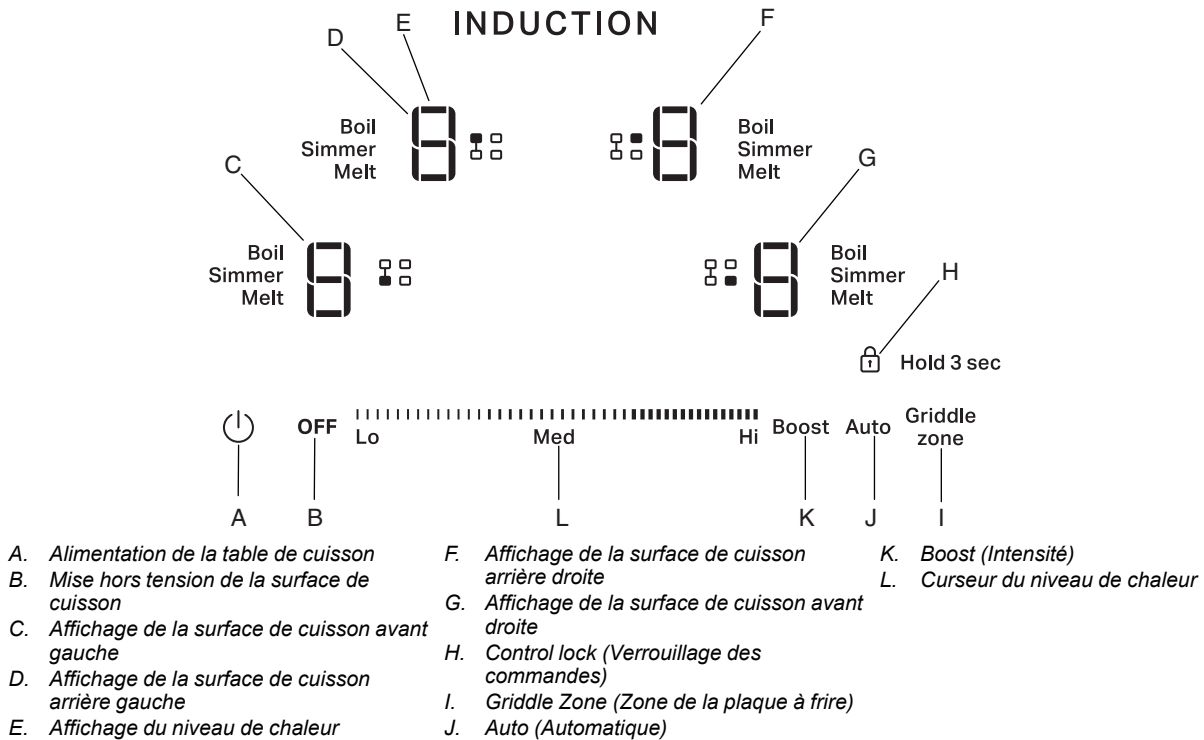 INDUCTION
D
E
F
Boil
Simmer
Melt
8
8
Boil
Simmer
Melt
C
G
Boil
Simmer
Melt
8
8
Boil
Simmer
Melt
H
Hold 3 sec
OFF
Lo
Med
Hi
Boost
Auto
Griddle
zone
A
B
L
K
J
I
A. Alimentation de la table de cuisson
B. Mise hors tension de la surface de
cuisson
C. Affichage de la surface de cuisson avant
gauche
D. Affichage de la surface de cuisson
arrière gauche
E. Affichage du niveau de chaleur
F. Affichage de la surface de cuisson
arrière droite
G. Affichage de la surface de cuisson avant
droite
H. Control lock (Verrouillage des
commandes)
I. Griddle Zone (Zone de la plaque à frire)
J. Auto (Automatique)
K. Boost (Intensité)
L. Curseur du niveau de chaleur